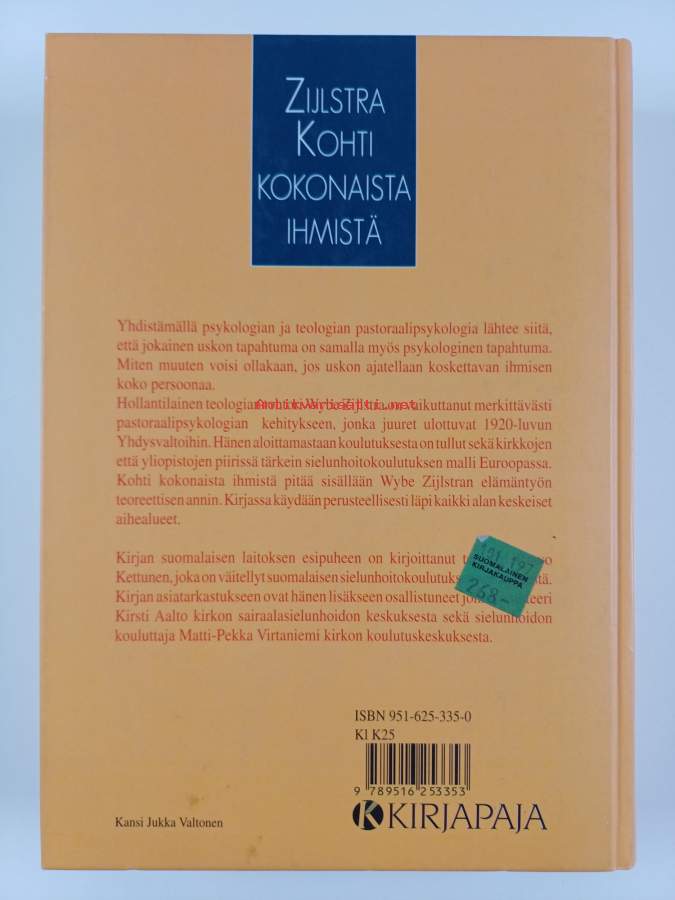 ZIJLSTRA
KOHTI
KOKONAISTA
IHMISTÄ
Yhdistämällä psykologian ja teologian pastoraalipsykologia lähtee siitä,
että jokainen uskon tapahtuma on samalla myös psykologinen tapahtuma.
Miten muuten voisi ollakaan, jos uskon ajatellaan koskettavan ihmisen
koko persoonaa.
Hollantilainen teologian Wybe Zijlstra on vaikuttanut merkittävästi
pastoraalipsykologian kehitykseen, jonka juuret ulottuvat 1920-luvun
Yhdysvaltoihin. Hänen aloittamastaan koulutuksesta on tullut sekä kirkkojen
että yliopistojen piirissä tärkein sielunhoitokoulutuksen malli Euroopassa.
Kohti kokonaista ihmistä pitää sisällään Wybe Zijlstran elämäntyön
teoreettisen annin. Kirjassa käydään perusteellisesti läpi kaikki alan keskeiset
aihealueet.
Kirjan suomalaisen laitoksen esipuheen on kirjoittanut
Kettunen, joka on väitellyt suomalaisen
Kirjan asiatarkastukseen ovat hänen lisäkseen osallistuneet
Kirsti Aalto kirkon sairaalasielunhoidon keskuksesta sekä sielunhoidon
kouluttaja Matti-Pekka Virtaniemi kirkon koulutuskeskuksesta.
SUOMALAINEN
KIRJAKAUPPA
268-
ISBN 951-625-335-0
Kl K25
9 789516 253353
KIRJAPAJA
Kansi Jukka Valtonen